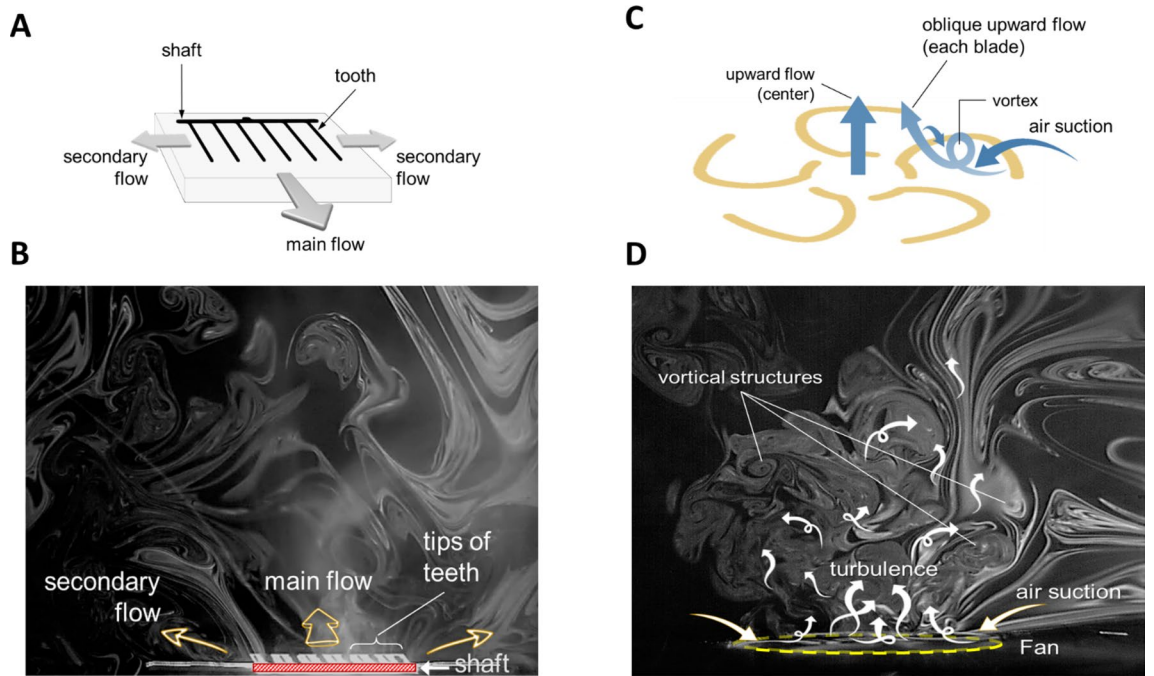 A
shaft
tooth
secondary
flow
secondary
flow
main flow
B
secondary
flow
main flow
tips of
teeth
shaft
C
oblique upward flow
(each blade)
upward flow
(center)
vortex
air suction
D
vortical structures
turbulence
air suction
Fan